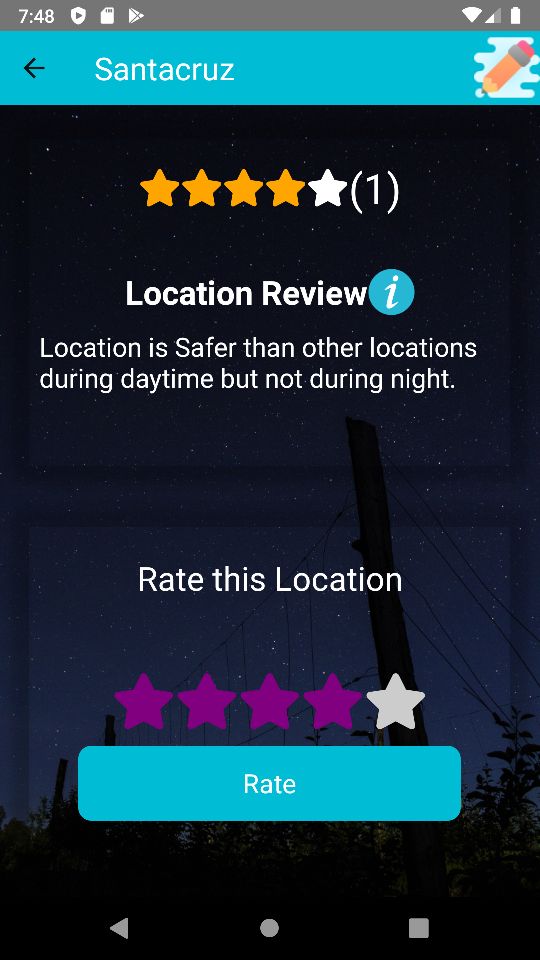 7:48
Santacruz
(1)
Location Review i
Location is Safer than other locations
during daytime but not during night.
Rate this Location
Rate